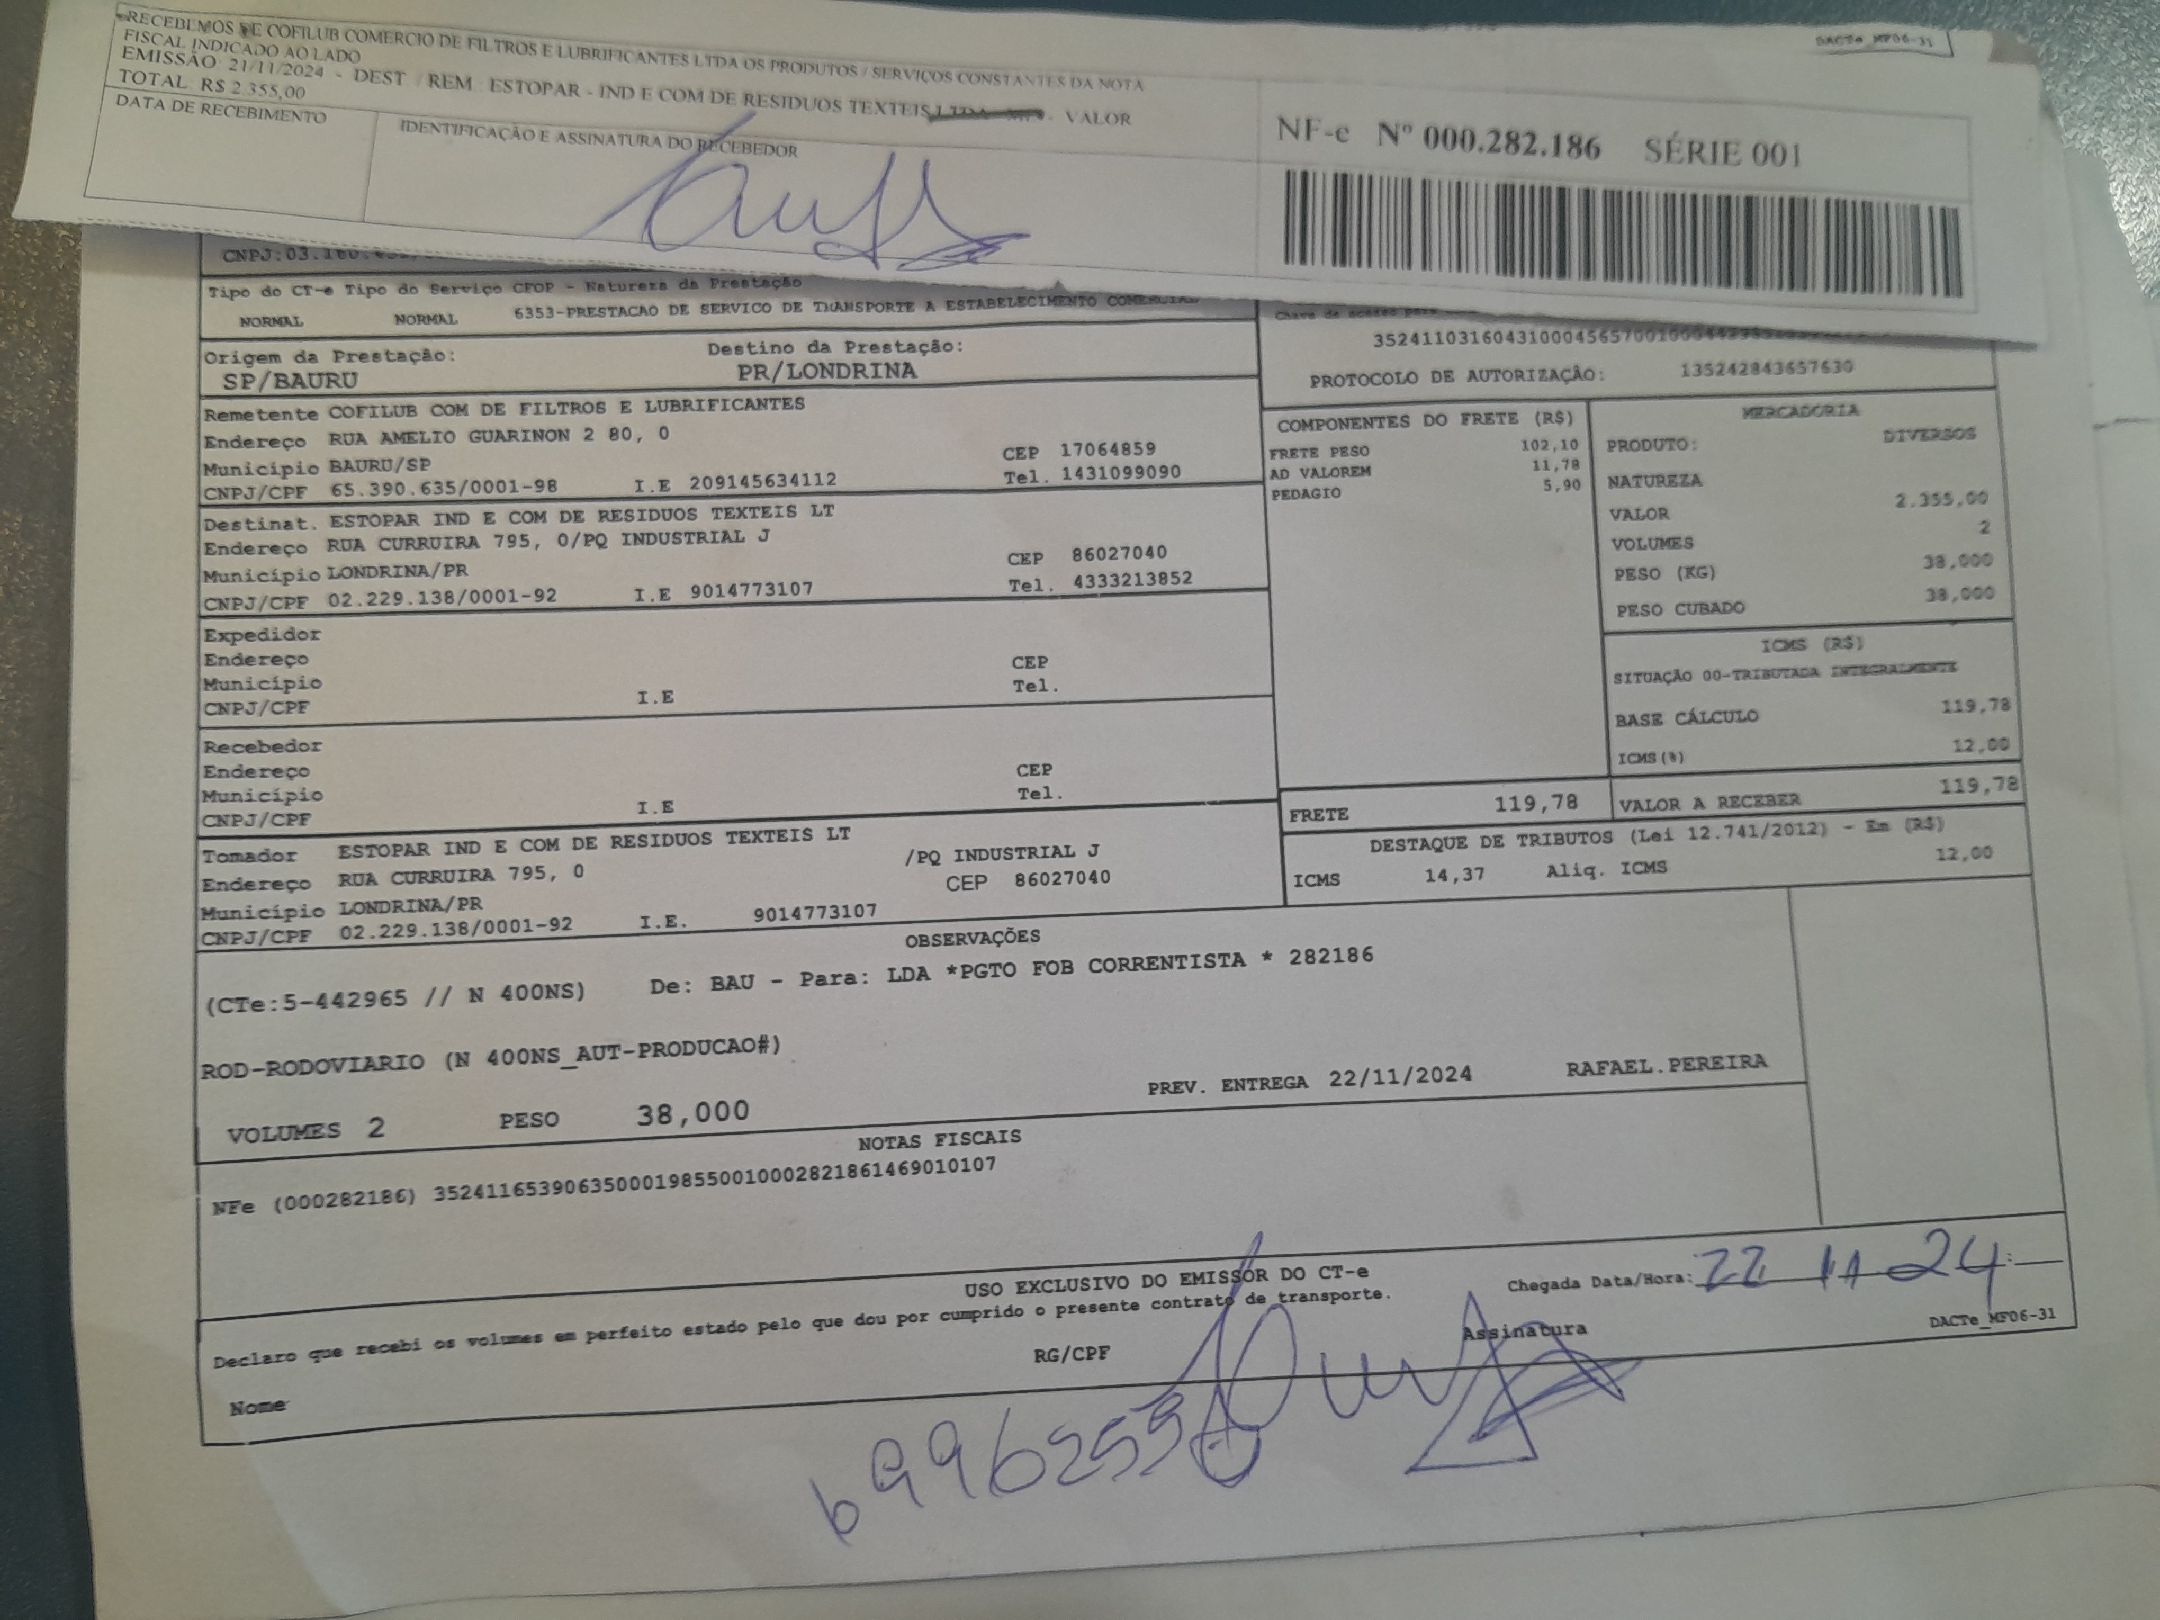 DACTe MF06-31
RECEBEMOS DE COFILUB COMERCIO DE FILTROS E LUBRIFICANTES LTDA OS PRODUTOS / SERVIÇOS CONSTANTES DA NOTA
FISCAL INDICADO AO LADO
EMISSÃO: 21/11/2024 - DEST. / REM: ESTOPAR - IND E COM DE RESIDUOS TEXTEIS LTDA - VALOR
TOTAL: R$ 2.355,00
DATA DE RECEBIMENTO
IDENTIFICAÇÃO E ASSINATURA DO RECEBEDOR
NF-e Nº 000.282.186 SÉRIE 001
CNPJ:03.160.
Tipo do CT-e Tipo do Serviço CFOP - Natureza da Prestação
NORMAL NORMAL 6353-PRESTACAO DE SERVICO DE TRANSPORTE A ESTABELECIMENTO COMERCIAL
Chave de acesso para
PROTOCOLO DE AUTORIZAÇÃO: 135242843657630
Origem da Prestação: Destino da Prestação:
SP/BAURU PR/LONDRINA
Remetente COFILUB COM DE FILTROS E LUBRIFICANTES
Endereço RUA AMELIO GUARINON 2 80, 0
Município BAURU/SP CEP 17064859
CNPJ/CPF 65.390.635/0001-98 I.E 209145634112 Tel. 1431099090
Destinat. ESTOPAR IND E COM DE RESIDUOS TEXTEIS LT
Endereço RUA CURRUIRA 795, 0/PQ INDUSTRIAL J
Município LONDRINA/PR CEP 86027040
CNPJ/CPF 02.229.138/0001-92 I.E 9014773107 Tel. 4333213852
Expedidor
Endereço
Município CEP
CNPJ/CPF I.E Tel.
Recebedor
Endereço
Município CEP
CNPJ/CPF I.E Tel.
Tomador ESTOPAR IND E COM DE RESIDUOS TEXTEIS LT
Endereço RUA CURRUIRA 795, 0 /PQ INDUSTRIAL J
Município LONDRINA/PR CEP 86027040
CNPJ/CPF 02.229.138/0001-92 I.E. 9014773107
COMPONENTES DO FRETE (R$)
FRETE PESO 102,10
AD VALOREM 11,78
PEDAGIO 5,90
MERCADORIA
PRODUTO: DIVERSOS
NATUREZA
VALOR 2.355,00
VOLUMES 2
PESO (KG) 38,000
PESO CUBADO 38,000
ICMS (R$)
SITUAÇÃO 00-TRIBUTADA INTEGRALMENTE
BASE CÁLCULO 119,78
ICMS(%) 12,00
FRETE 119,78 VALOR A RECEBER 119,78
DESTAQUE DE TRIBUTOS (Lei 12.741/2012) - Em (R$)
ICMS 14,37 Aliq. ICMS 12,00
OBSERVAÇÕES
(CTe:5-442965 // N 400NS) De: BAU - Para: LDA *PGTO FOB CORRENTISTA * 282186
ROD-RODOVIARIO (N 400NS_AUT-PRODUCAO#)
PREV. ENTREGA 22/11/2024 RAFAEL.PEREIRA
VOLUMES 2 PESO 38,000
NOTAS FISCAIS
NFe (000282186) 35241165390635000198550010002821861469010107
USO EXCLUSIVO DO EMISSOR DO CT-e
Declaro que recebi os volumes em perfeito estado pelo que dou por cumprido o presente contrato de transporte.
Chegada Data/Hora: 22 11 24
Nome RG/CPF Assinatura
DACTe_MF06-31